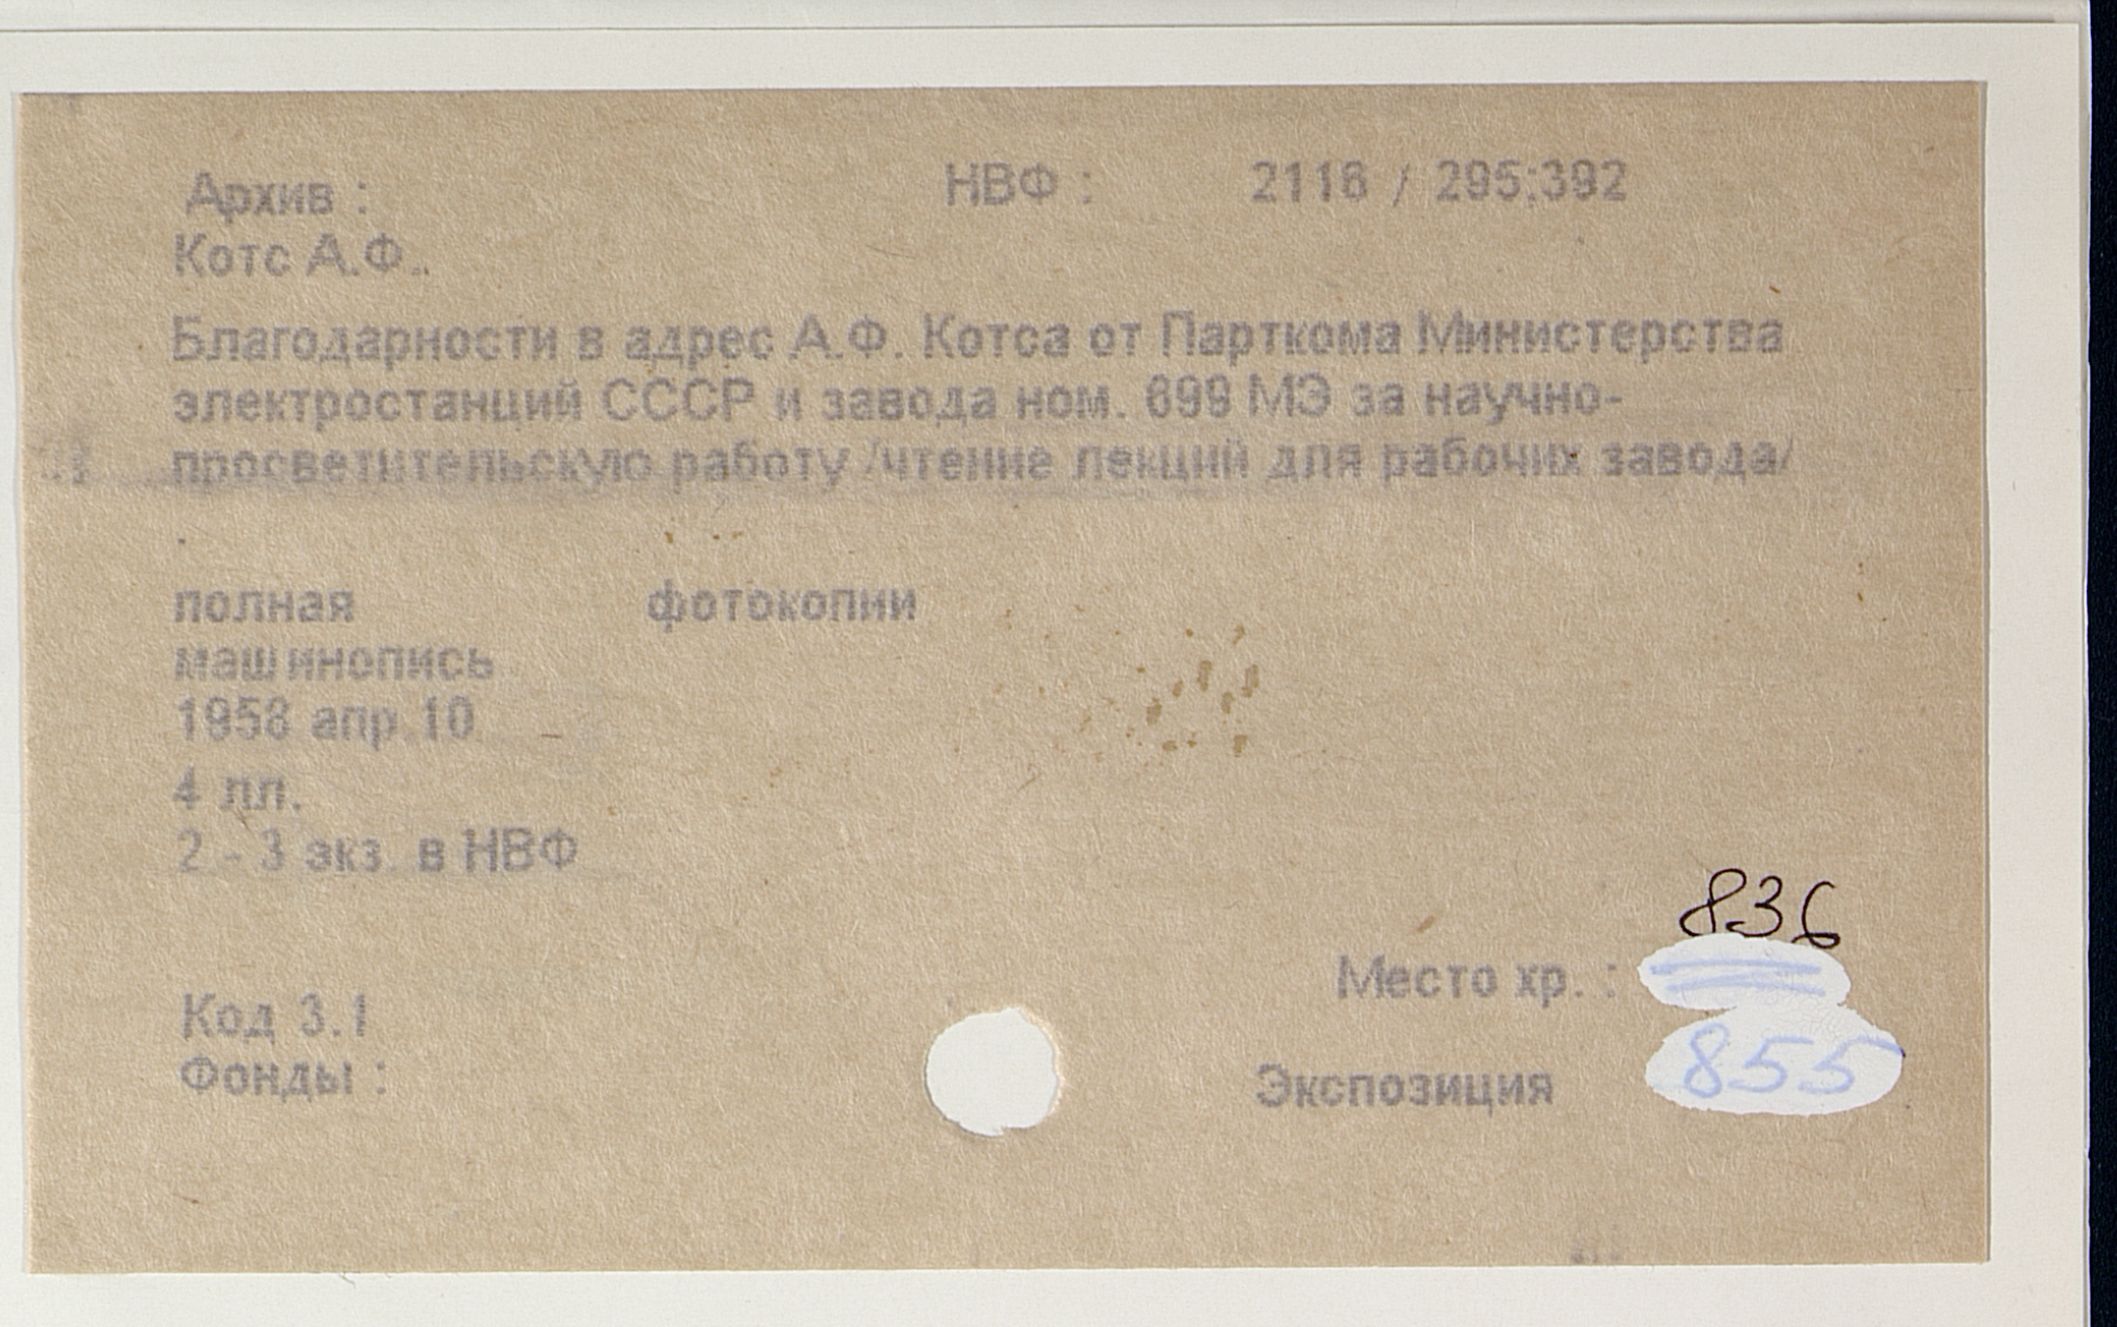 Архив : НВФ : 2116 / 295;392
Котс А.Ф..
Благодарности в адрес А.Ф. Котса от Парткома Министерства
электростанций СССР и завода ном. 699 МЭ за научно-
просветительскую работу /чтение лекций для рабочих завода/
.
полная фотокопии
машинопись
1958 апр.10
4 лл.
2 - 3 экз. в НВФ
836
Место хр. :
Код 3.1
855
Фонды : Экспозиция